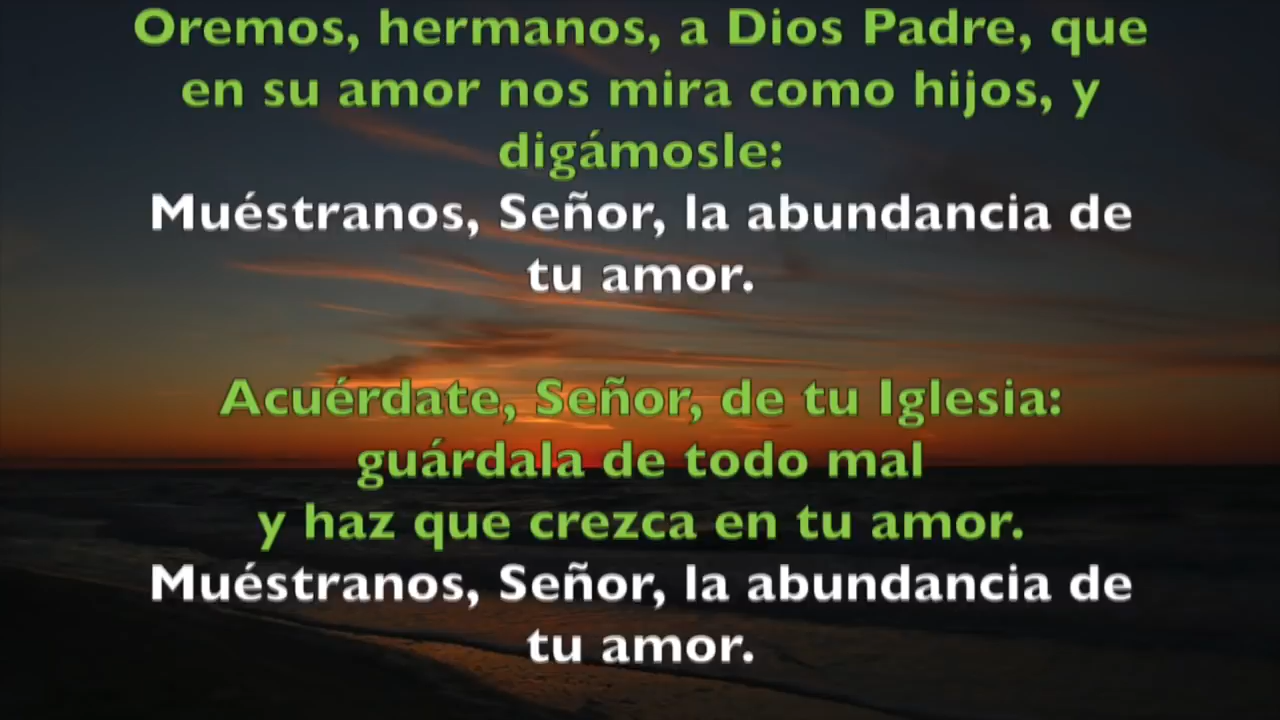 Oremos, hermanos, a Dios Padre, que
en su amor nos mira como hijos, y
digámosle:
Muéstranos, Señor, la abundancia de
tu amor.
Acuérdate, Señor, de tu Iglesia:
guárdala de todo mal
y haz que crezca en tu amor.
Muéstranos, Señor, la abundancia de
tu amor.